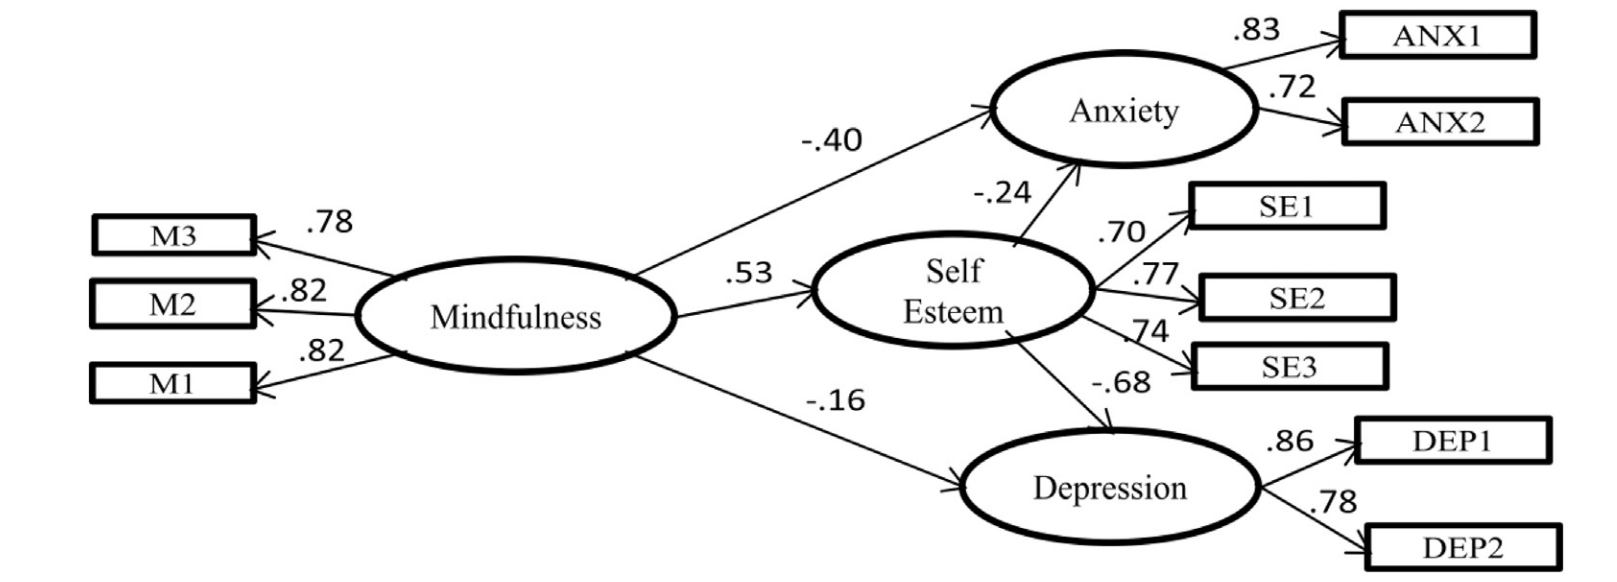 .83
ANX1
.72
ANX2
Anxiety
-.40
-.24
SE1
.70
M3
.78
.53
Self
Esteem
.77
SE2
M2
.82
Mindfulness
.74
SE3
M1
.82
-.68
-.16
.86
DEP1
Depression
.78
DEP2